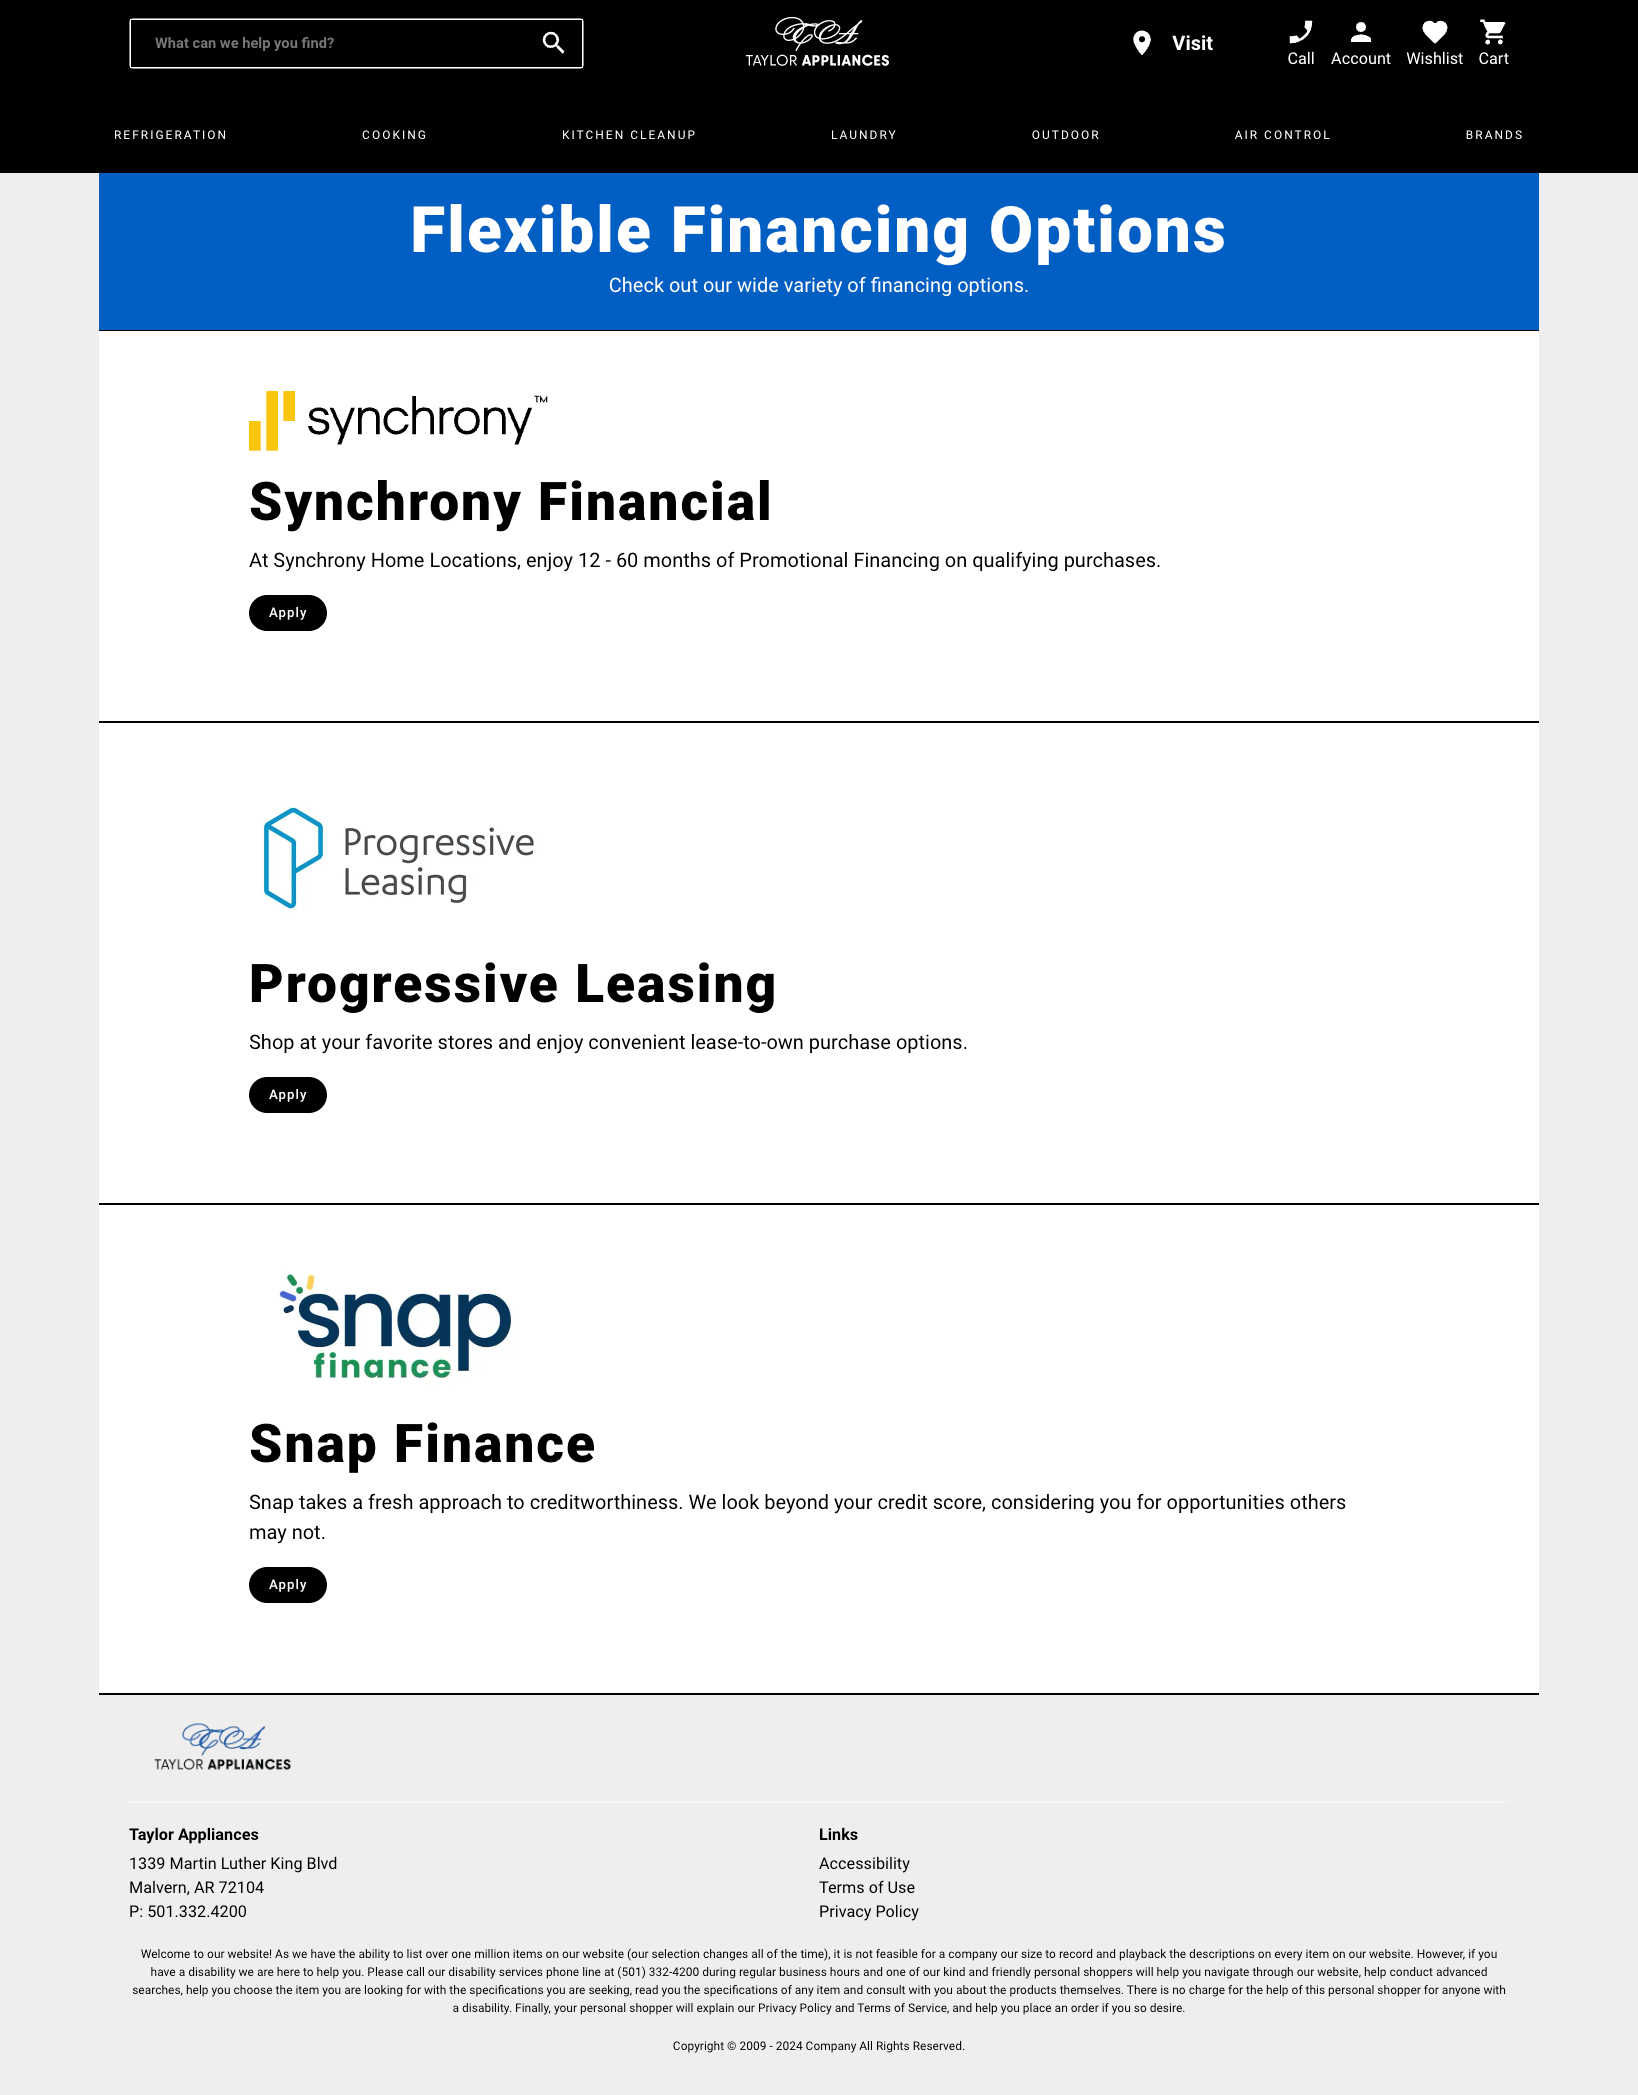 What can we help you find?
TCA
TAYLOR APPLIANCES
Visit
Call Account Wishlist Cart
REFRIGERATION COOKING KITCHEN CLEANUP LAUNDRY OUTDOOR AIR CONTROL BRANDS
Flexible Financing Options
Check out our wide variety of financing options.
synchrony™
Synchrony Financial
At Synchrony Home Locations, enjoy 12 - 60 months of Promotional Financing on qualifying purchases.
Apply
Progressive
Leasing
Progressive Leasing
Shop at your favorite stores and enjoy convenient lease-to-own purchase options.
Apply
snap
finance
Snap Finance
Snap takes a fresh approach to creditworthiness. We look beyond your credit score, considering you for opportunities others
may not.
Apply
TCA
TAYLOR APPLIANCES
Taylor Appliances
1339 Martin Luther King Blvd
Malvern, AR 72104
P: 501.332.4200
Links
Accessibility
Terms of Use
Privacy Policy
Welcome to our website! As we have the ability to list over one million items on our website (our selection changes all of the time), it is not feasible for a company our size to record and playback the descriptions on every item on our website. However, if you
have a disability we are here to help you. Please call our disability services phone line at (501) 332-4200 during regular business hours and one of our kind and friendly personal shoppers will help you navigate through our website, help conduct advanced
searches, help you choose the item you are looking for with the specifications you are seeking, read you the specifications of any item and consult with you about the products themselves. There is no charge for the help of this personal shopper for anyone with
a disability. Finally, your personal shopper will explain our Privacy Policy and Terms of Service, and help you place an order if you so desire.
Copyright © 2009 - 2024 Company All Rights Reserved.